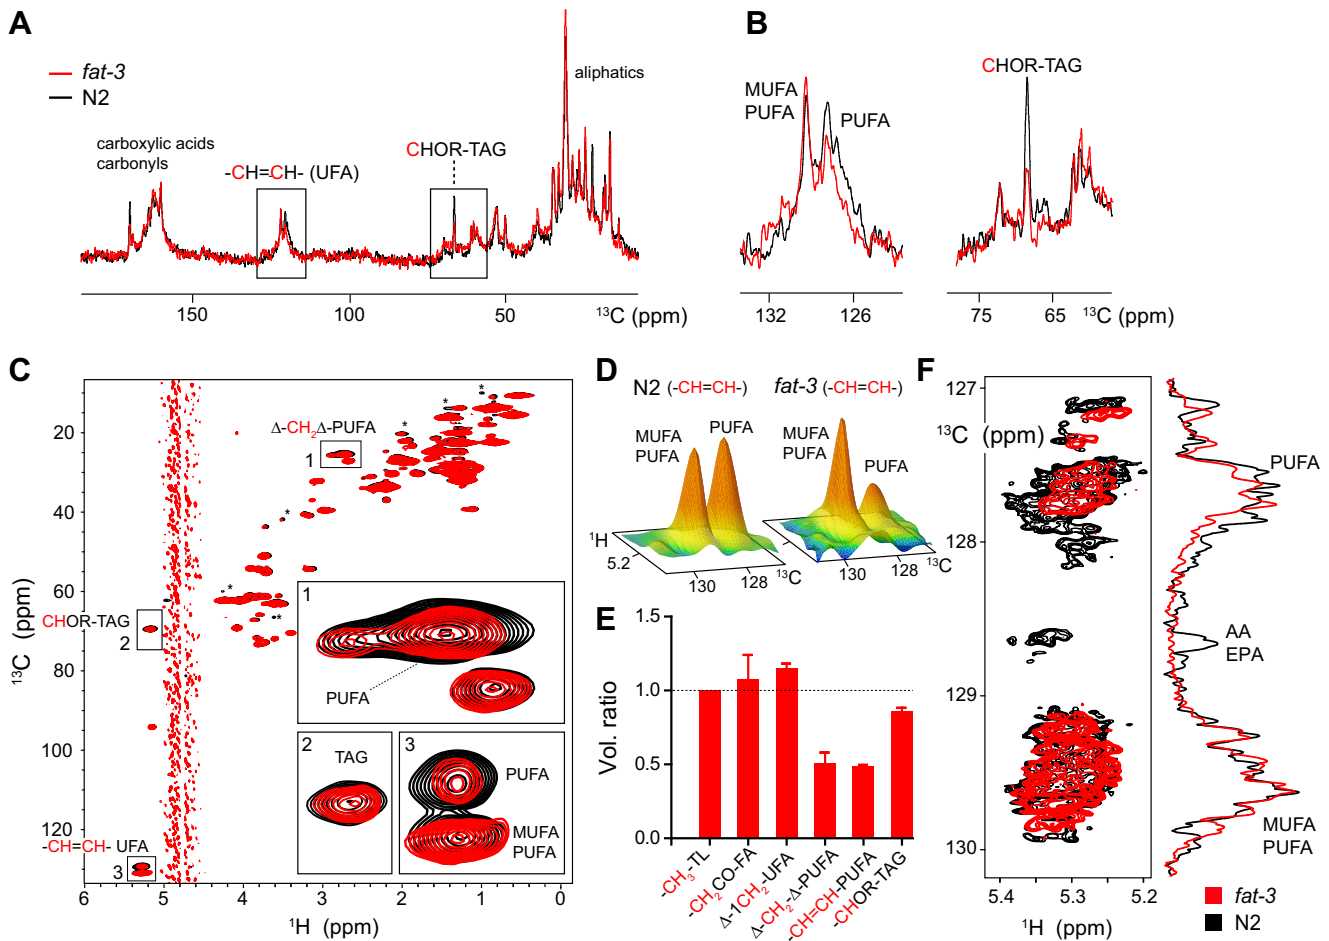 A
fat-3
N2
carboxylic acids
carbonyls
-CH=CH- (UFA)
CHOR-TAG
aliphatics
150
100
50
¹³C (ppm)
B
MUFA
PUFA
PUFA
CHOR-TAG
132
126
75
65
¹³C (ppm)
C
Δ-CH₂Δ-PUFA
1
*
*
*
*
*
*
CHOR-TAG
2
-CH=CH- UFA
3
20
40
60
80
100
120
¹³C (ppm)
6
5
4
3
2
1
0
¹H (ppm)
1
PUFA
2
TAG
3
PUFA
MUFA
PUFA
D
N2 (-CH=CH-)
MUFA
PUFA
PUFA
¹H
5.2
130
128
¹³C
fat-3 (-CH=CH-)
MUFA
PUFA
PUFA
130
128
¹³C
E
Vol. ratio
1.5
1.0
0.5
0.0
-CH₃-TL
-CH₂CO-FA
Δ-1CH₂-UFA
Δ-CH₂-Δ-PUFA
-CH=CH-PUFA
-CHOR-TAG
F
127
¹³C (ppm)
128
129
130
5.4
5.3
5.2
¹H (ppm)
PUFA
AA
EPA
MUFA
PUFA
fat-3
N2